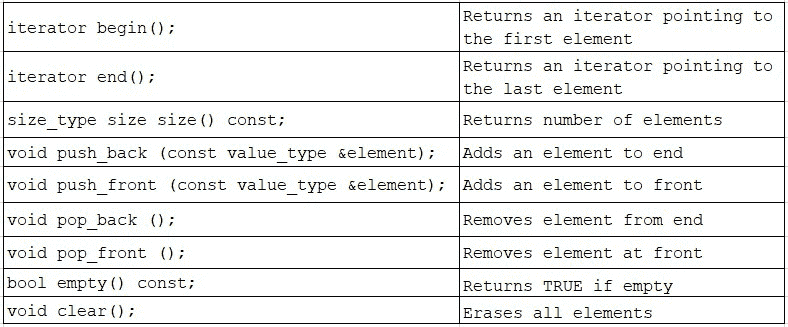 iterator begin();
Returns an iterator pointing to
the first element
iterator end();
Returns an iterator pointing to
the last element
size_type size size() const;
Returns number of elements
void push_back (const value_type &element);
Adds an element to end
void push_front (const value_type &element);
Adds an element to front
void pop_back ();
Removes element from end
void pop_front ();
Removes element at front
bool empty() const;
Returns TRUE if empty
void clear();
Erases all elements